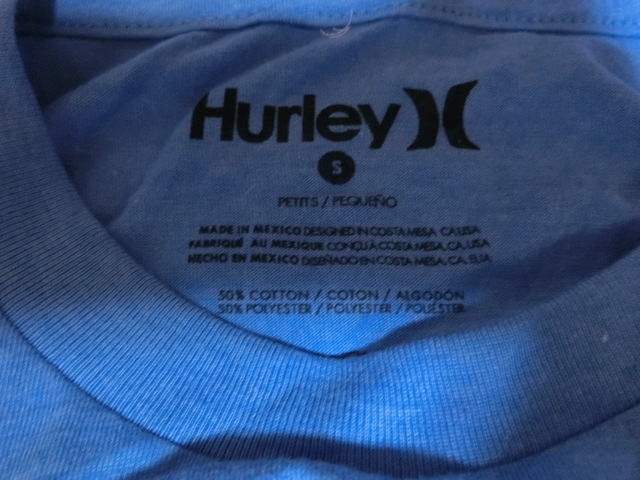 Hurley
S
PETITS / PEQUEÑO
MADE IN MEXICO DESIGNED IN COSTA MESA, CA, USA
FABRIQUÉ AU MEXIQUE CONÇU À COSTA MESA, CA, USA
HECHO EN MEXICO DISEÑADO EN COSTA MESA, CA, EUA
50% COTTON / COTON / ALGODÓN
50% POLYESTER / POLYESTER / POLIÉSTER